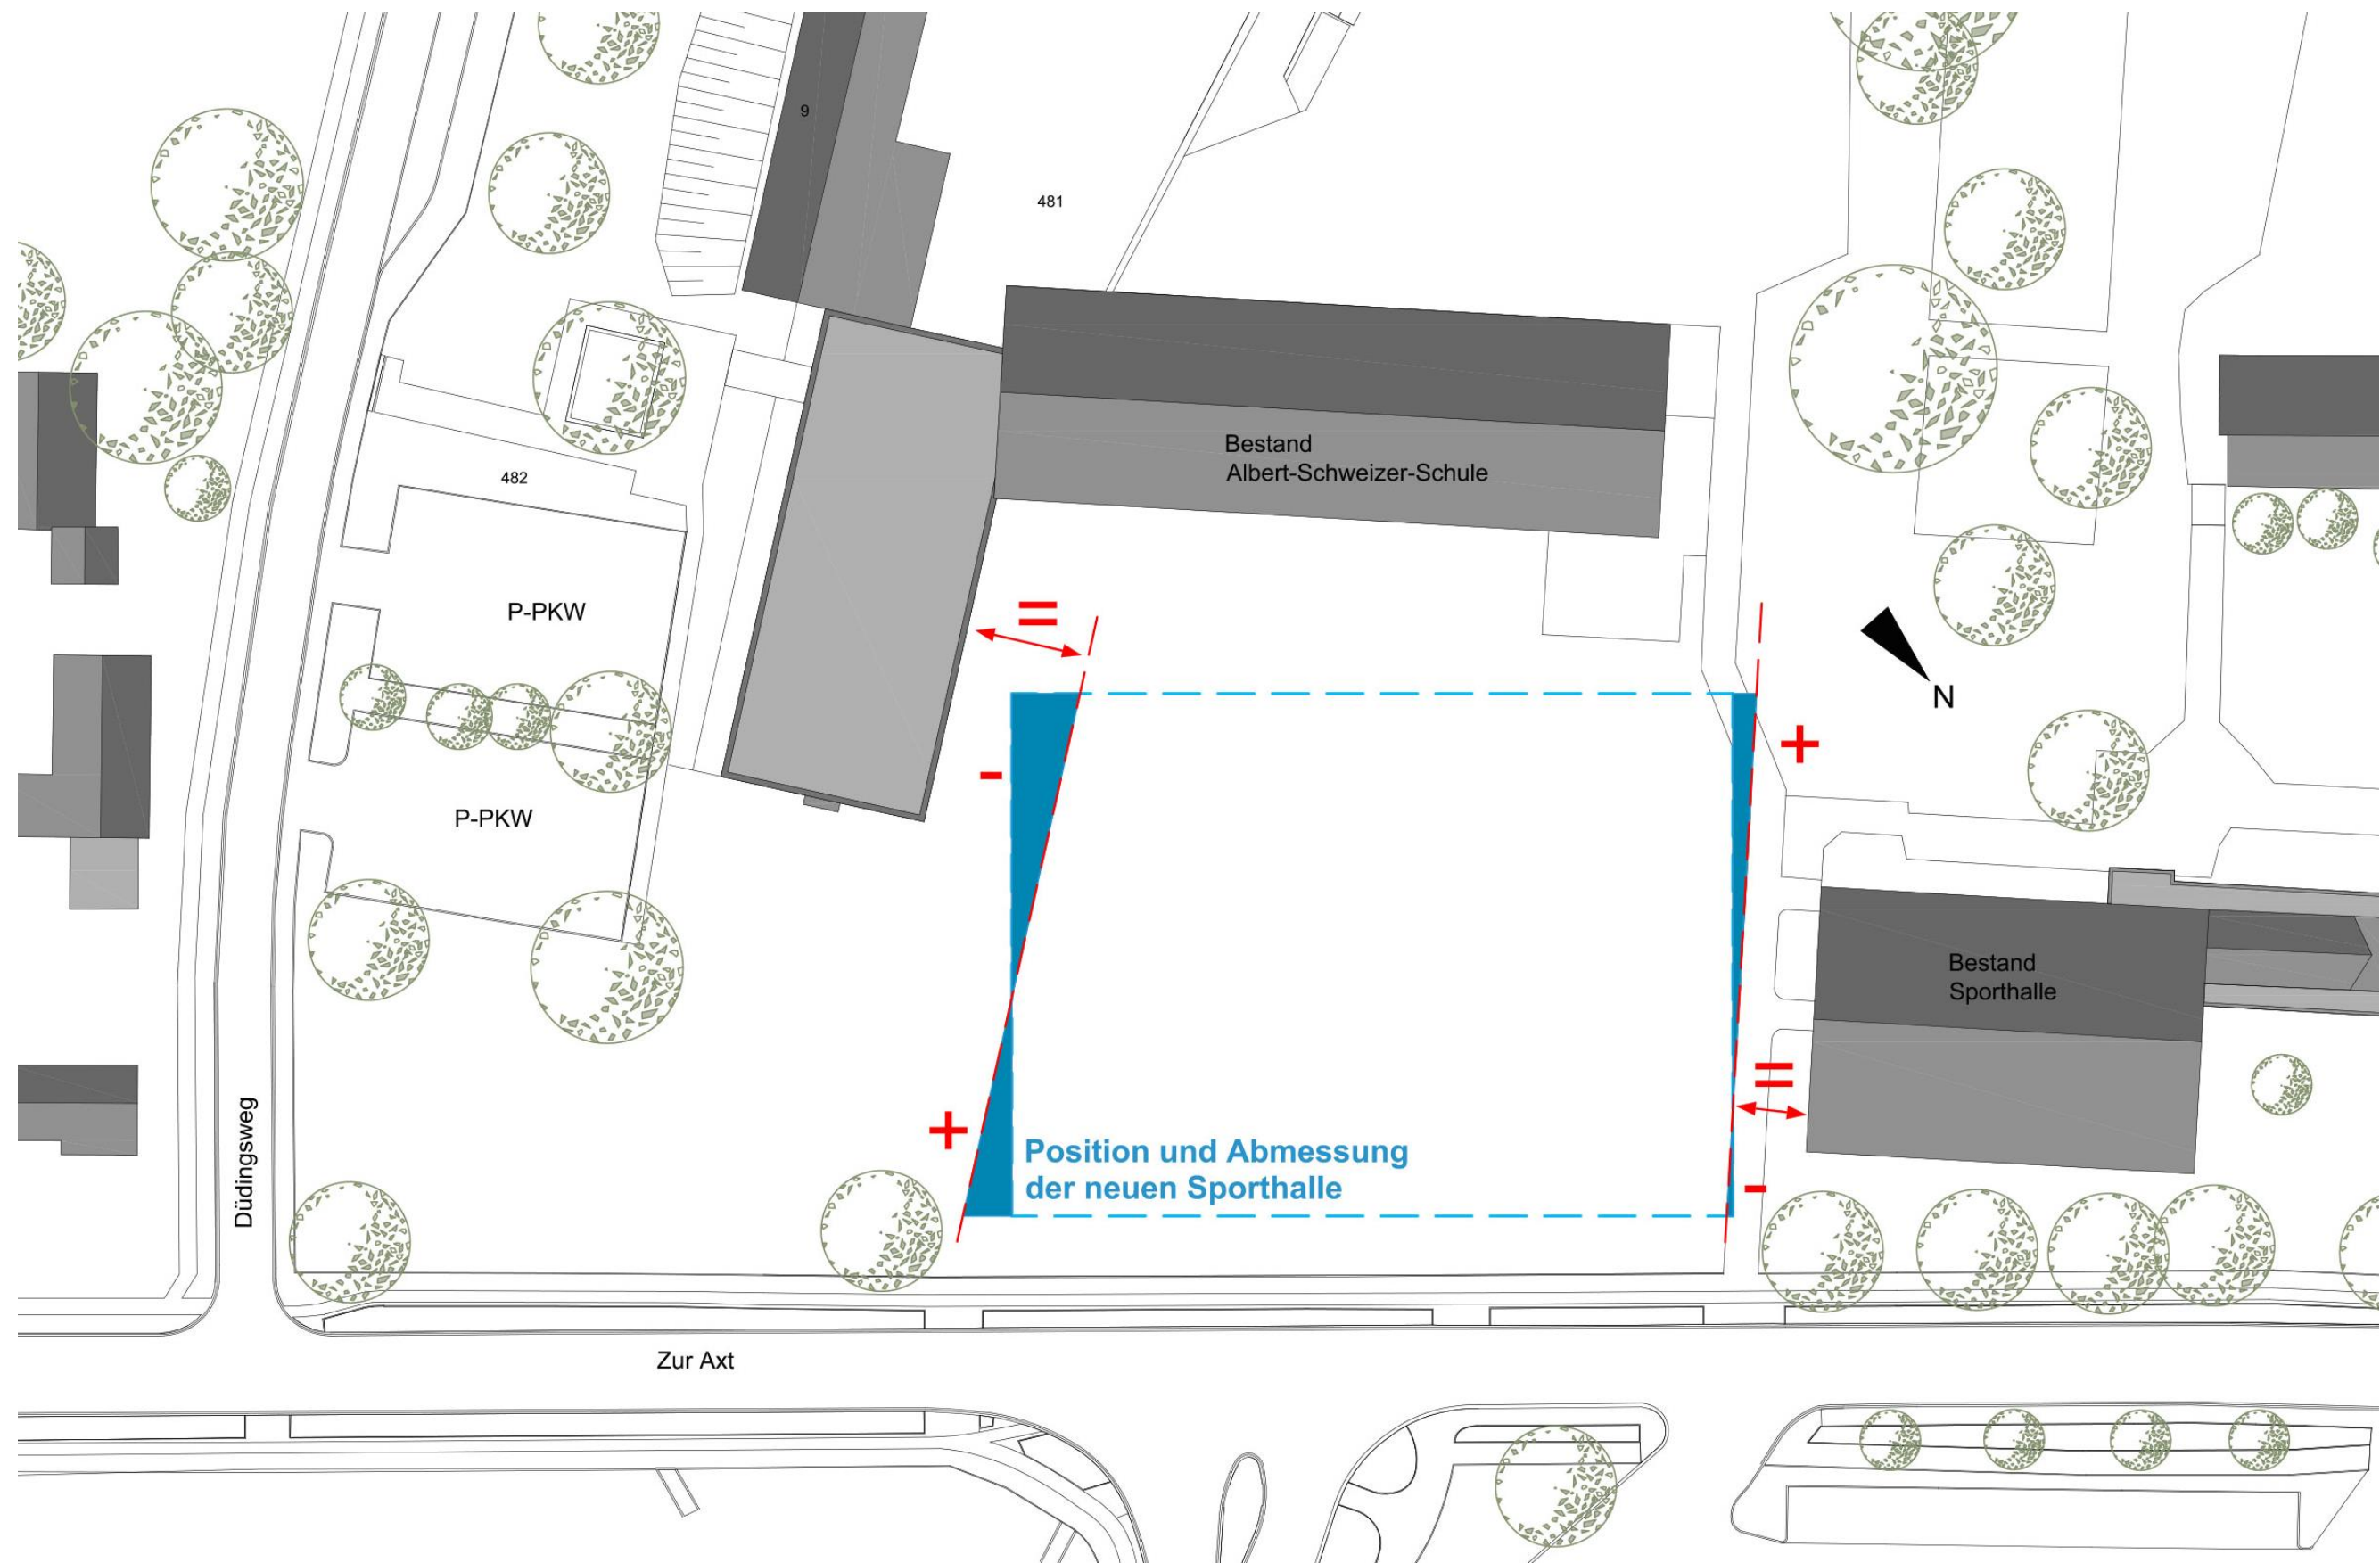 9
481
Bestand
Albert-Schweizer-Schule
482
P-PKW
=
N
-
+
P-PKW
Bestand
Sporthalle
=
+
Position und Abmessung
der neuen Sporthalle
-
Düdingsweg
Zur Axt